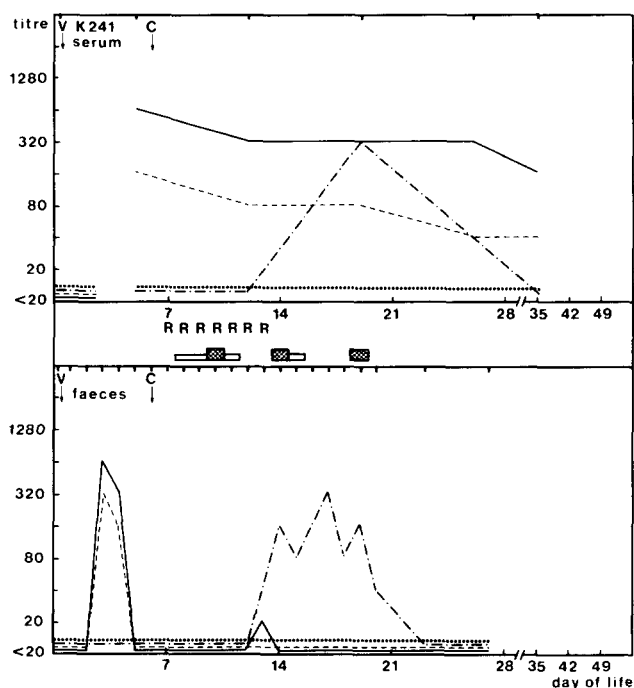 titre
V K241 C
serum
1280
320
80
20
<20
7 14 21 28 35 42 49
R R R R R R R
V C
faeces
1280
320
80
20
<20
7 14 21 28 35 42 49
day of life